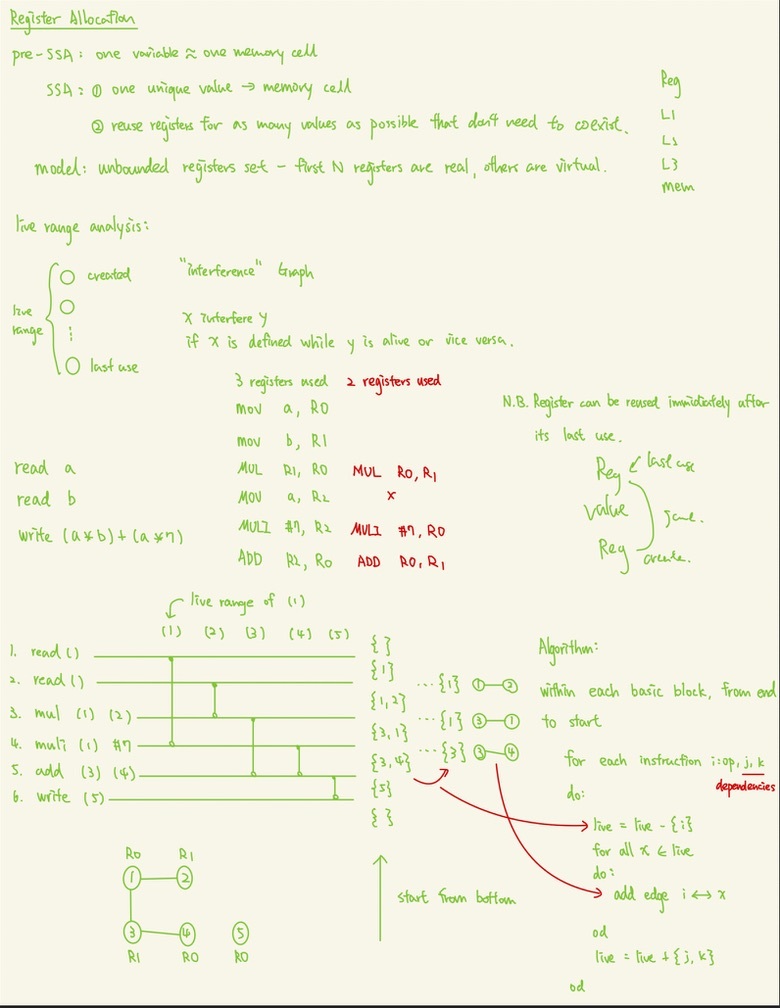 Register Allocation
pre-SSA: one variable ≈ one memory cell
SSA: ① one unique value → memory cell
② reuse registers for as many values as possible that don't need to coexist.
model: unbounded registers set - first N registers are real, others are virtual.
Reg
L1
L2
L3
mem
live range analysis:
live range
created
⋮
last use
"interference" Graph
X interfere Y
if X is defined while y is alive or vice versa.
3 registers used 2 registers used
mov a, R0
mov b, R1
MUL R1, R0 MUL R0, R1
MOV a, R2 x
MULI #7, R2 MULI #7, R0
ADD R2, R0 ADD R0, R1
read a
read b
write (a*b)+(a*7)
N.B. Register can be reused immediately after
its last use.
Reg ← last use
Value
Reg
same.
create.
live range of (1)
(1) (2) (3) (4) (5)
1. read()
2. read()
3. mul (1) (2)
4. muli (1) #7
5. add (3) (4)
6. write (5)
{ }
{1}
{1,2}
{3,1}
{3,4}
{5}
{ }
...{1} ①—②
...{1} ③—①
...{3} ③—④
start from bottom
R0 R1
① ②
③ ④ ⑤
R1 R0 R0
Algorithm:
within each basic block, from end
to start
for each instruction i:op, j, k
dependencies
do:
live = live - {i}
for all x ∈ live
do:
add edge i ↔ x
od
live = live + {j, k}
od